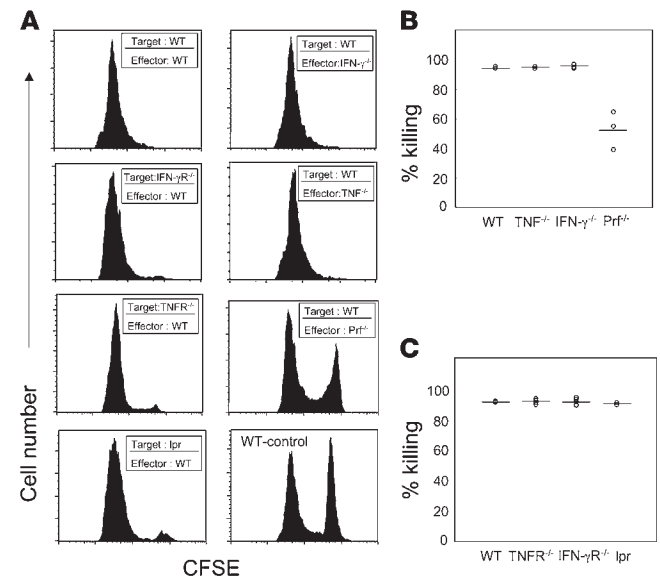 A
Target : WT
Effector: WT
Target : WT
Effector:IFN-γ-/-
Target:IFN-γR-/-
Effector : WT
Target : WT
Effector:TNF-/-
Target:TNFR-/-
Effector : WT
Target : WT
Effector : Prf-/-
Target : lpr
Effector : WT
WT-control
Cell number
CFSE
B
% killing
100
80
60
40
20
0
WT TNF-/- IFN-γ-/- Prf-/-
C
% killing
100
80
60
40
20
0
WT TNFR-/- IFN-γR-/- lpr